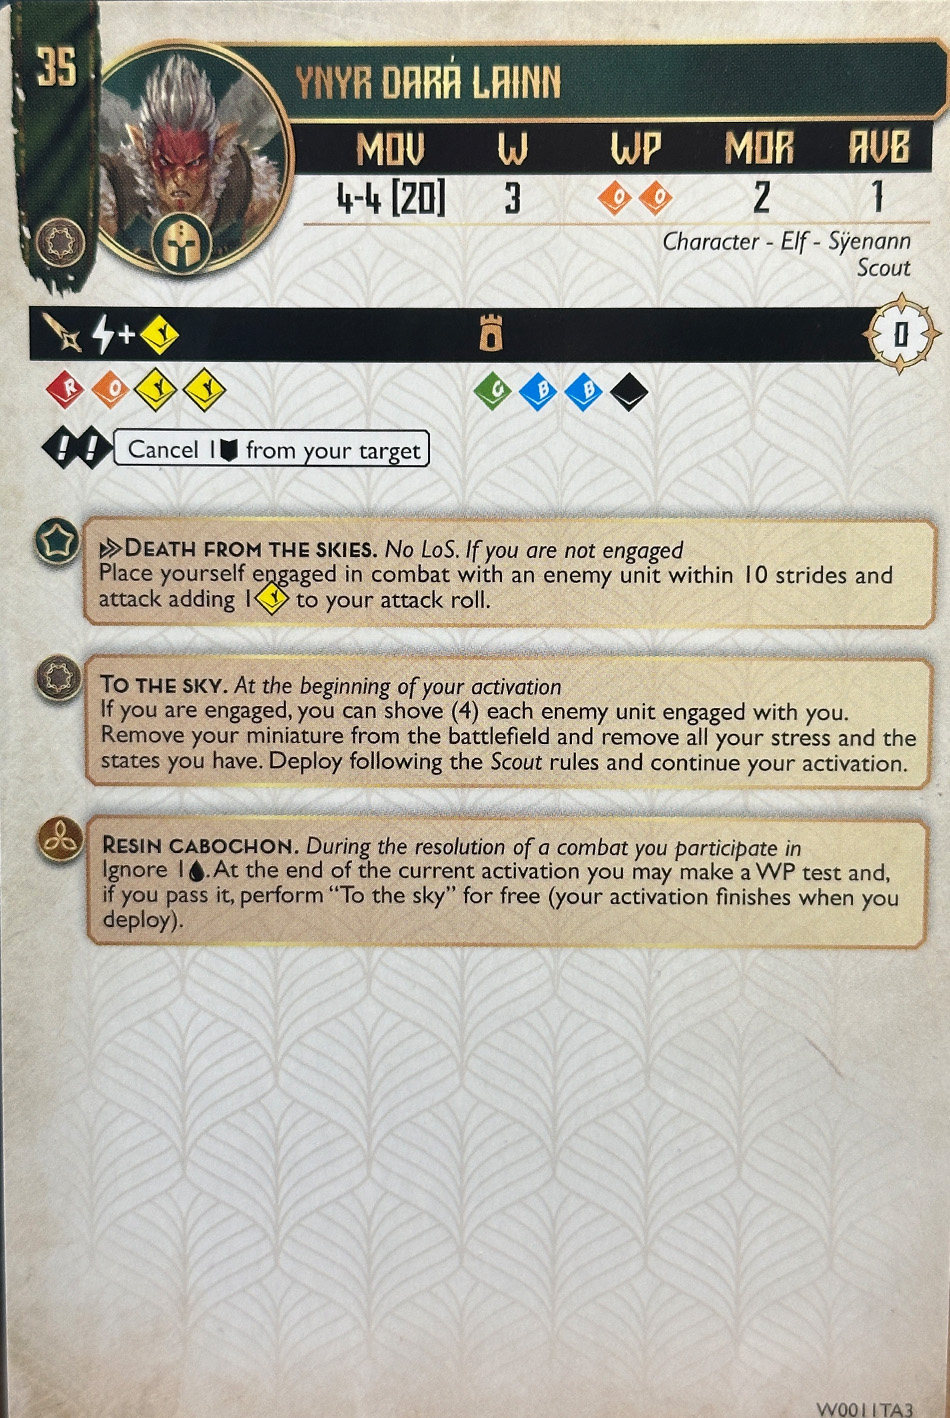 35
YNYR DARÁ LAINN
MOV W WP MOR AVB
4-4 [20] 3 O O 2 1
Character - Elf - Sÿenann
Scout
+ Y 0
R O Y Y G B B
! ! Cancel 1 from your target
DEATH FROM THE SKIES. No LoS. If you are not engaged
Place yourself engaged in combat with an enemy unit within 10 strides and
attack adding 1 Y to your attack roll.
TO THE SKY. At the beginning of your activation
If you are engaged, you can shove (4) each enemy unit engaged with you.
Remove your miniature from the battlefield and remove all your stress and the
states you have. Deploy following the Scout rules and continue your activation.
RESIN CABOCHON. During the resolution of a combat you participate in
Ignore 1. At the end of the current activation you may make a WP test and,
if you pass it, perform “To the sky” for free (your activation finishes when you
deploy).
W0011TA3